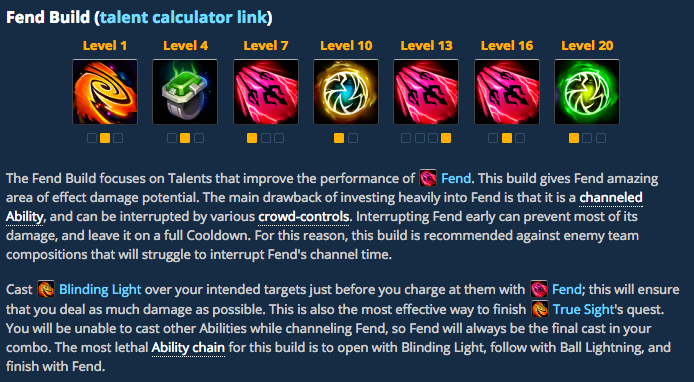 Fend Build (talent calculator link)
Level 1 Level 4 Level 7 Level 10 Level 13 Level 16 Level 20
The Fend Build focuses on Talents that improve the performance of Fend. This build gives Fend amazing
area of effect damage potential. The main drawback of investing heavily into Fend is that it is a channeled
Ability, and can be interrupted by various crowd-controls. Interrupting Fend early can prevent most of its
damage, and leave it on a full Cooldown. For this reason, this build is recommended against enemy team
compositions that will struggle to interrupt Fend's channel time.
Cast Blinding Light over your intended targets just before you charge at them with Fend; this will ensure
that you deal as much damage as possible. This is also the most effective way to finish True Sight's quest.
You will be unable to cast other Abilities while channeling Fend, so Fend will always be the final cast in your
combo. The most lethal Ability chain for this build is to open with Blinding Light, follow with Ball Lightning, and
finish with Fend.